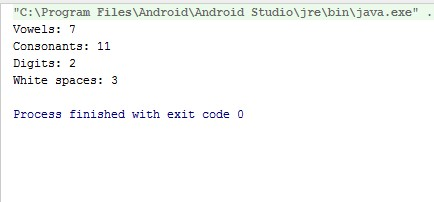 "C:\Program Files\Android\Android Studio\jre\bin\java.exe" .
Vowels: 7
Consonants: 11
Digits: 2
White spaces: 3
Process finished with exit code 0